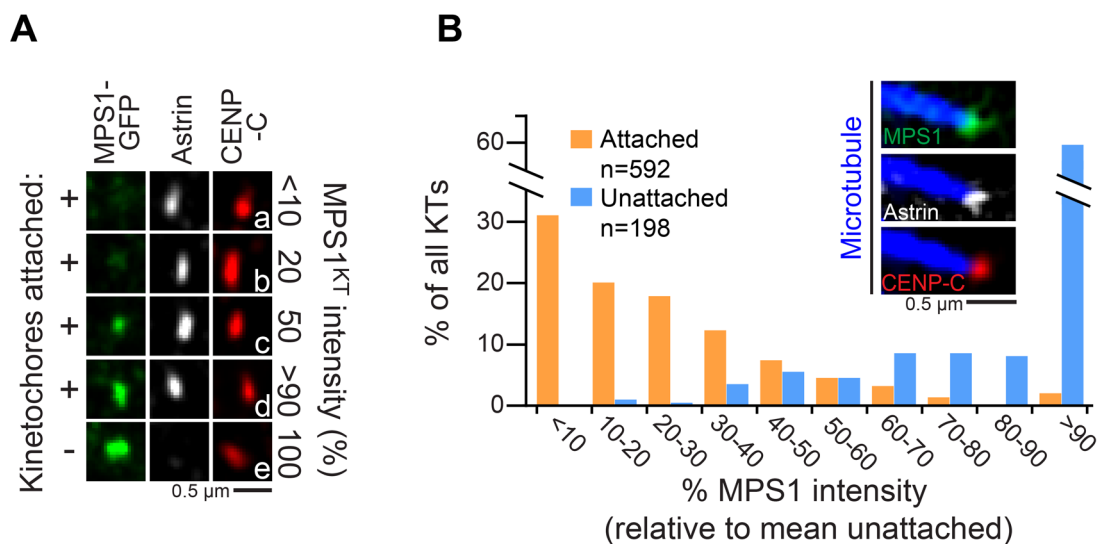 A
MPS1-
GFP
Astrin
CENP
-C
Kinetochores attached:
+
+
+
+
-
a
b
c
d
e
<10
20
50
>90
100
MPS1KT intensity (%)
0.5 µm
B
% of all KTs
60
30
20
10
0
Attached
n=592
Unattached
n=198
Microtubule
MPS1
Astrin
CENP-C
0.5 µm
<10
10-20
20-30
30-40
40-50
50-60
60-70
70-80
80-90
>90
% MPS1 intensity
(relative to mean unattached)